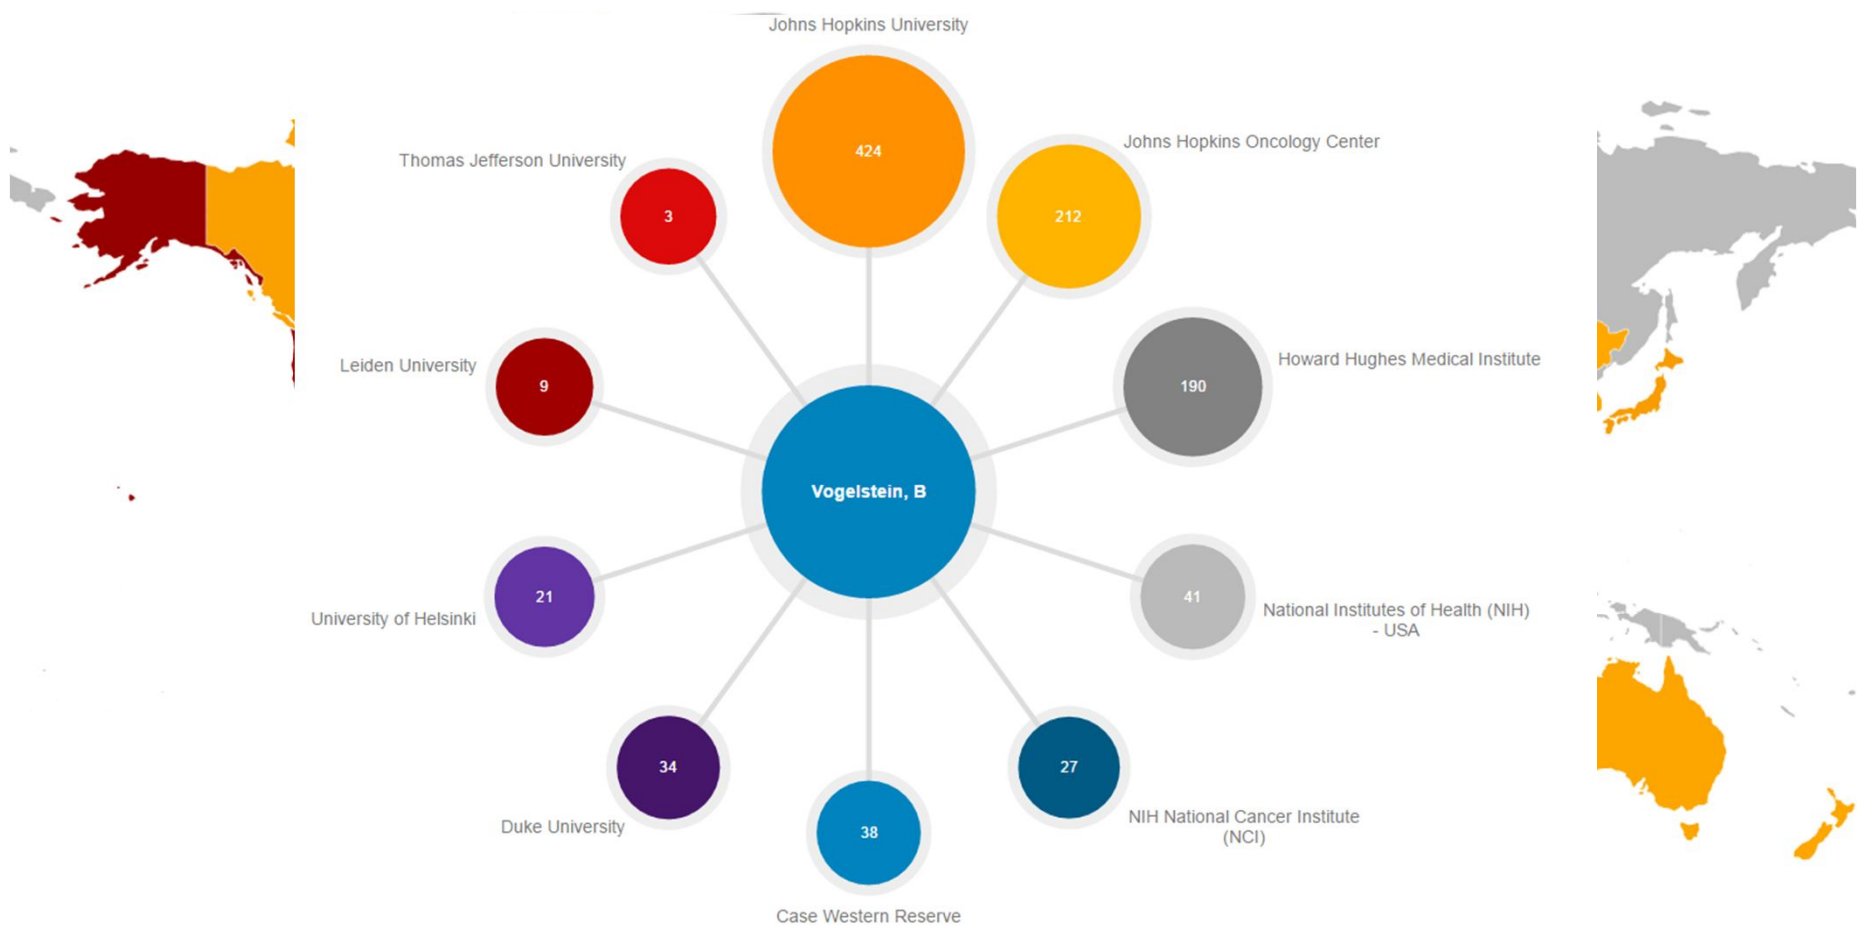 Johns Hopkins University
424
Johns Hopkins Oncology Center
212
Thomas Jefferson University
3
Howard Hughes Medical Institute
190
Leiden University
9
Vogelstein, B
National Institutes of Health (NIH)
- USA
41
University of Helsinki
21
NIH National Cancer Institute
(NCI)
27
Duke University
34
38
Case Western Reserve